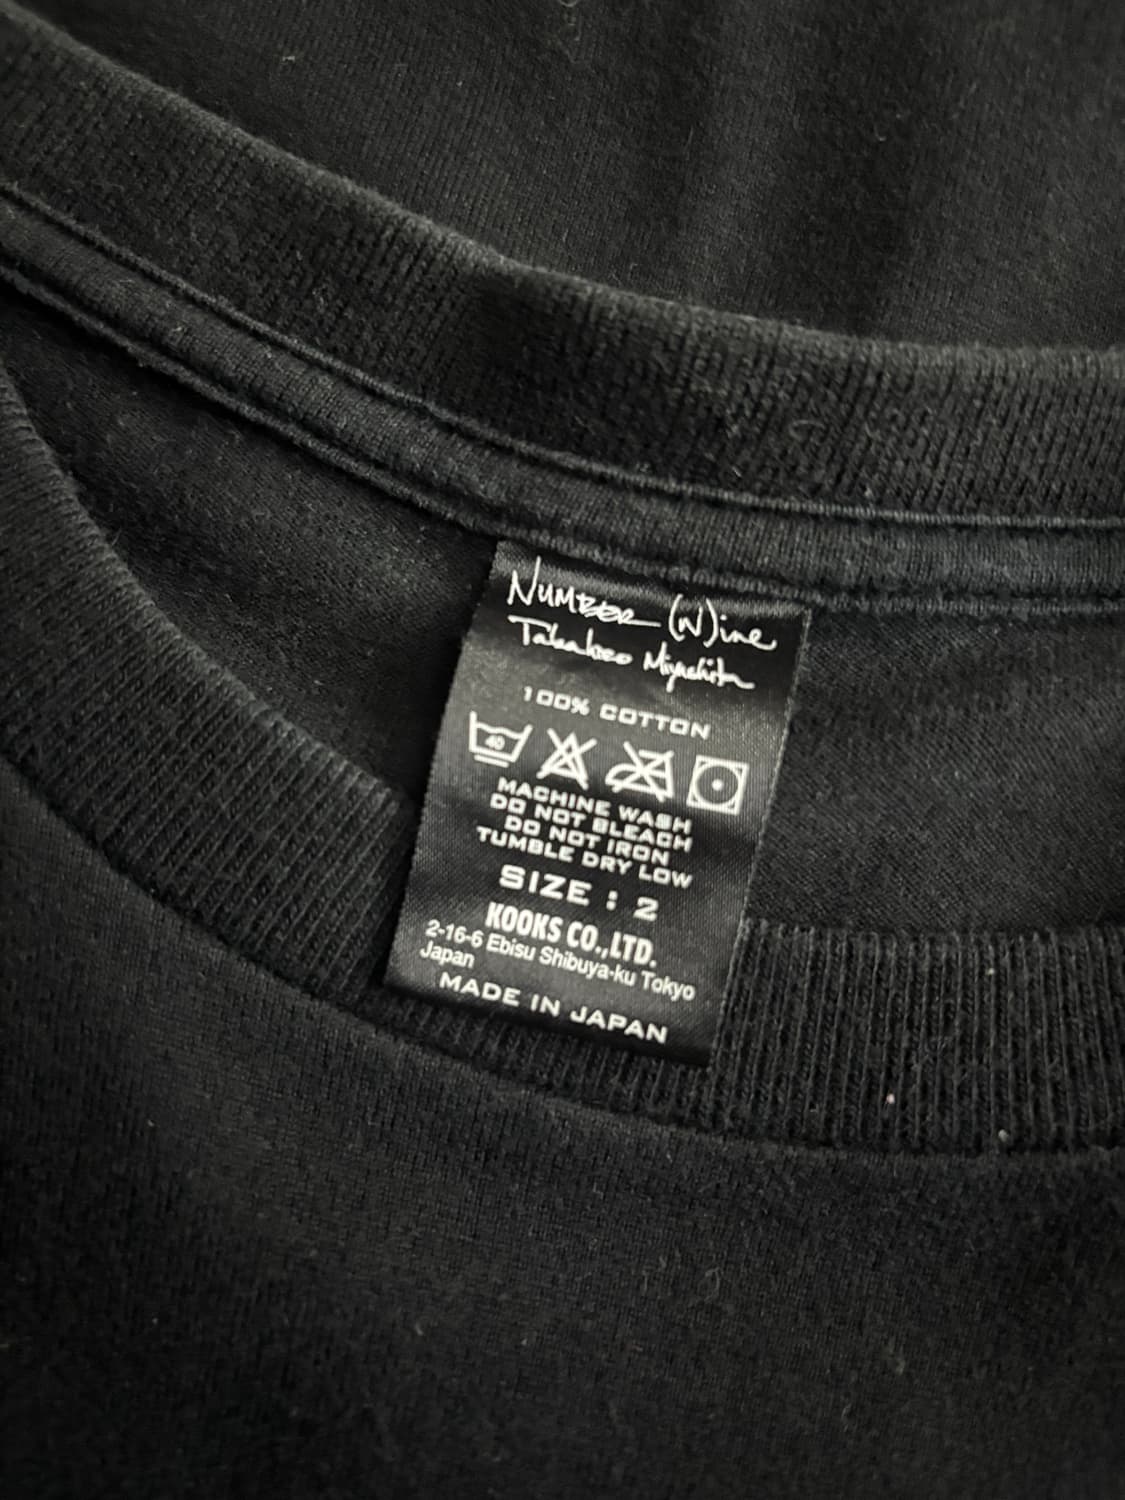 NUMBER (N)ine
Takahiro Miyashita
100% COTTON
40
MACHINE WASH
DO NOT BLEACH
DO NOT IRON
TUMBLE DRY LOW
SIZE : 2
KOOKS CO.,LTD.
2-16-6 Ebisu Shibuya-ku Tokyo
Japan
MADE IN JAPAN